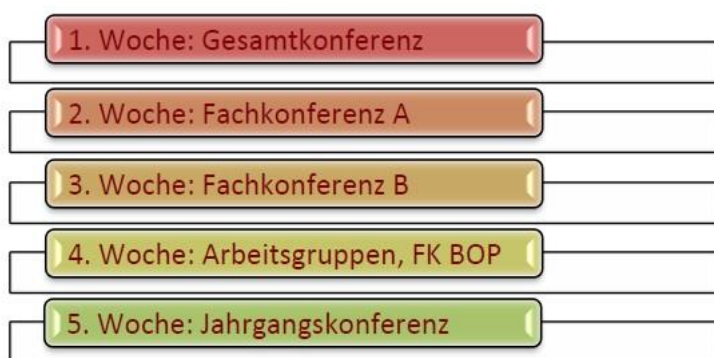 1. Woche: Gesamtkonferenz
2. Woche: Fachkonferenz A
3. Woche: Fachkonferenz B
4. Woche: Arbeitsgruppen, FK BOP
5. Woche: Jahrgangskonferenz